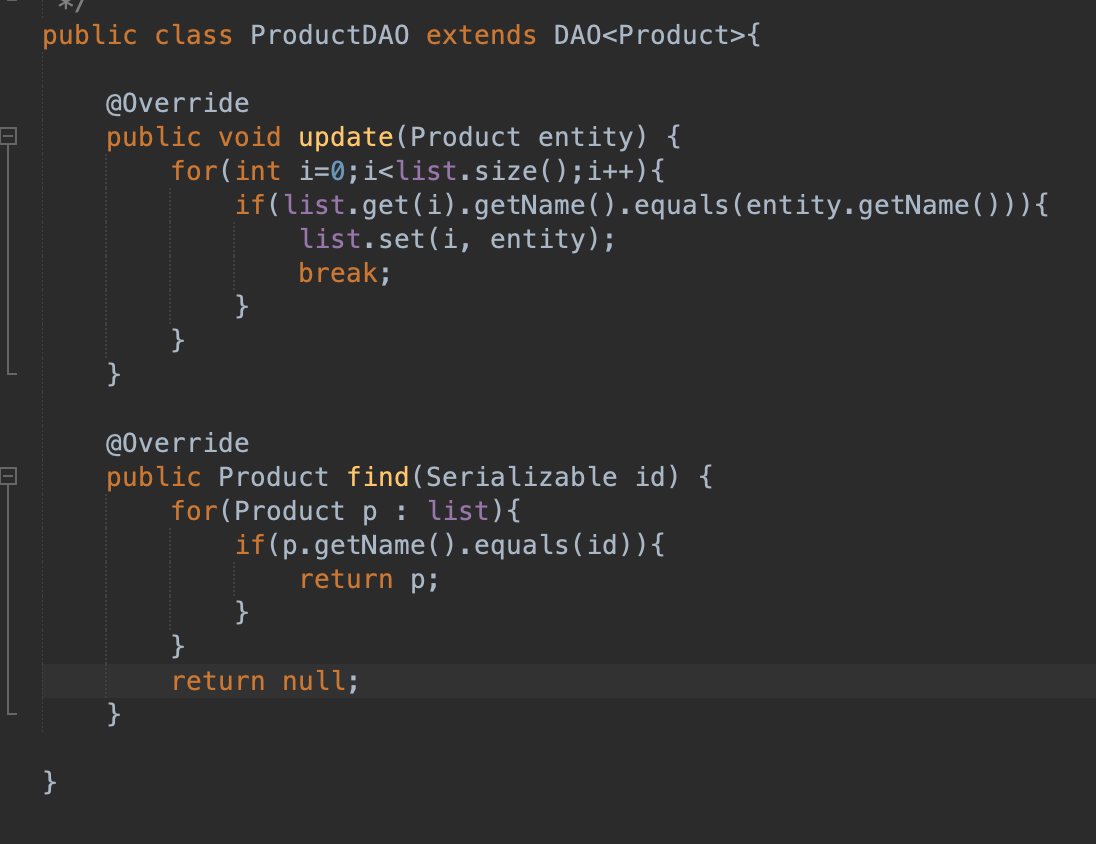 */
public class ProductDAO extends DAO<Product>{
@Override
public void update(Product entity) {
for(int i=0;i<list.size();i++){
if(list.get(i).getName().equals(entity.getName())){
list.set(i, entity);
break;
}
}
}
@Override
public Product find(Serializable id) {
for(Product p : list){
if(p.getName().equals(id)){
return p;
}
}
return null;
}
}